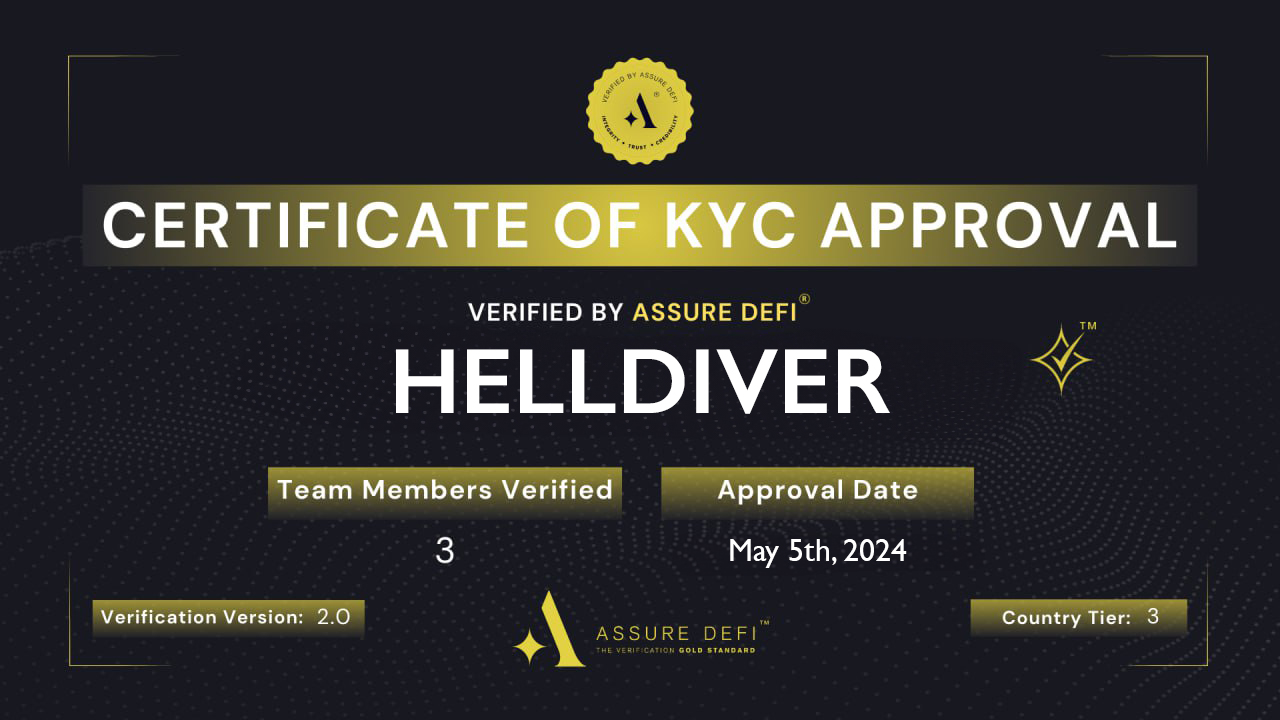 VERIFIED BY ASSURE DEFI
A®
INTEGRITY • TRUST • CREDIBILITY
CERTIFICATE OF KYC APPROVAL
VERIFIED BY ASSURE DEFI®
HELLDIVER
TM
Team Members Verified
Approval Date
3
May 5th, 2024
Verification Version: 2.0
Country Tier: 3
ASSURE DEFI™
THE VERIFICATION GOLD STANDARD